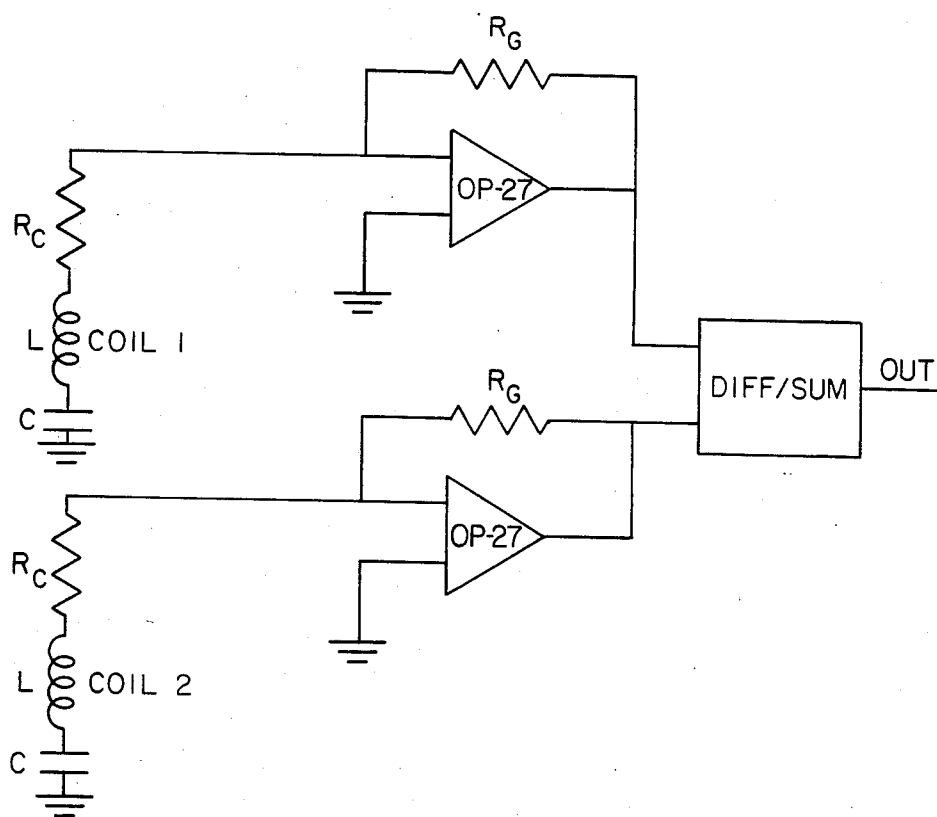 R_G
OP-27
R_C
L COIL 1
C
R_G
DIFF/SUM
OUT
OP-27
R_C
L COIL 2
C